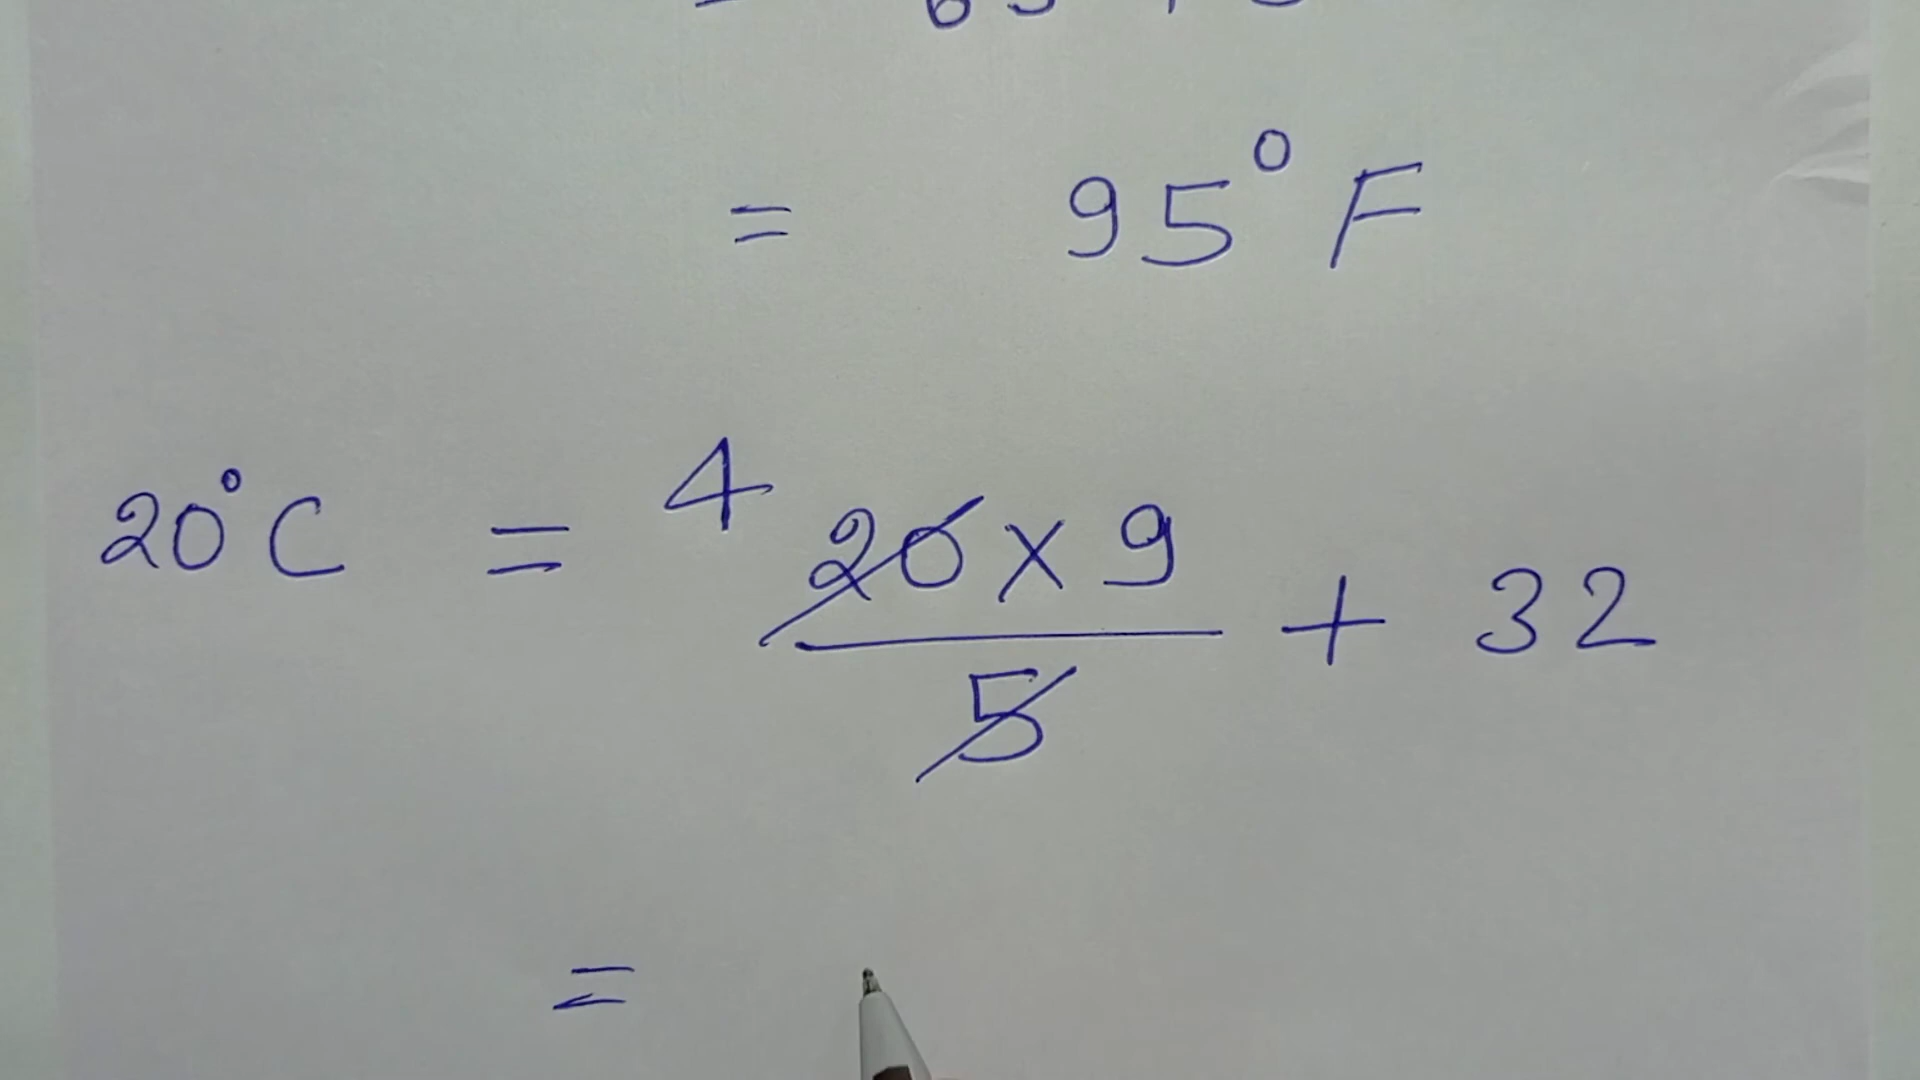 = 95°F
20°C = 4 20 x 9 / 5 + 32
=